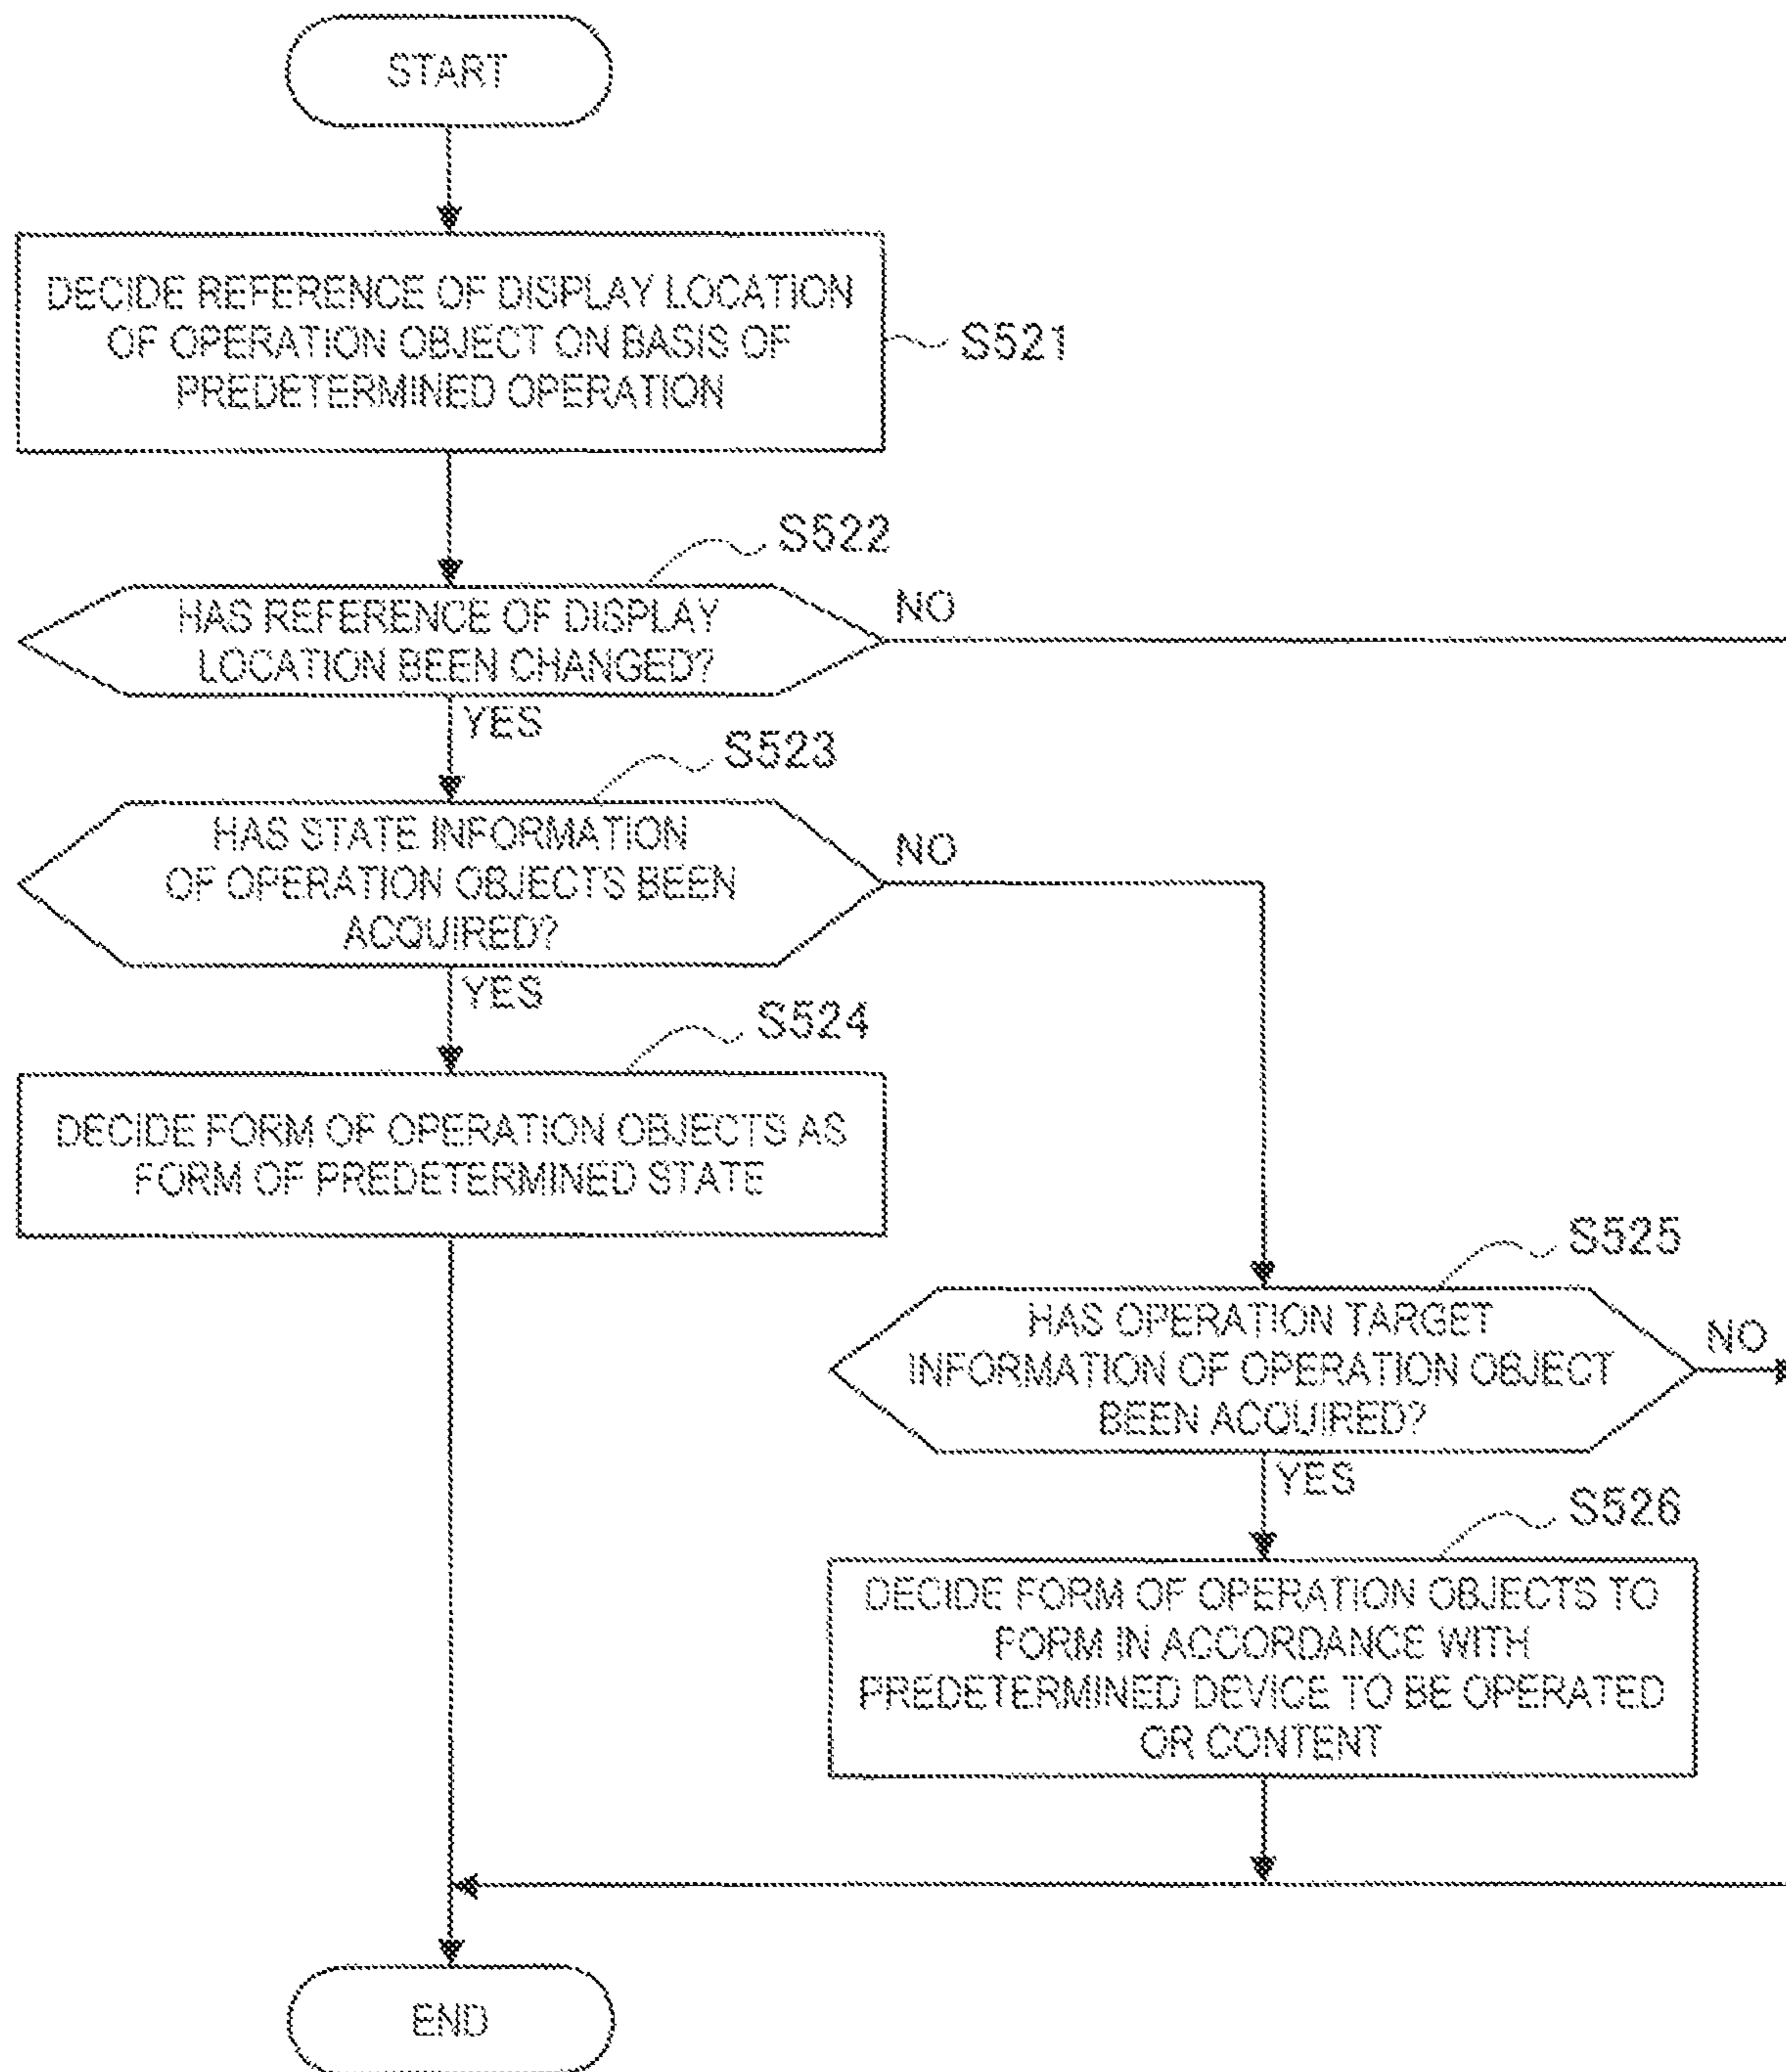 START
DECIDE REFERENCE OF DISPLAY LOCATION
OF OPERATION OBJECT ON BASIS OF
PREDETERMINED OPERATION
S521
S522
HAS REFERENCE OF DISPLAY
LOCATION BEEN CHANGED?
NO
YES
S523
HAS STATE INFORMATION
OF OPERATION OBJECTS BEEN
ACQUIRED?
NO
YES
S524
DECIDE FORM OF OPERATION OBJECTS AS
FORM OF PREDETERMINED STATE
S525
HAS OPERATION TARGET
INFORMATION OF OPERATION OBJECT
BEEN ACQUIRED?
NO
YES
S526
DECIDE FORM OF OPERATION OBJECTS TO
FORM IN ACCORDANCE WITH
PREDETERMINED DEVICE TO BE OPERATED
OR CONTENT
END